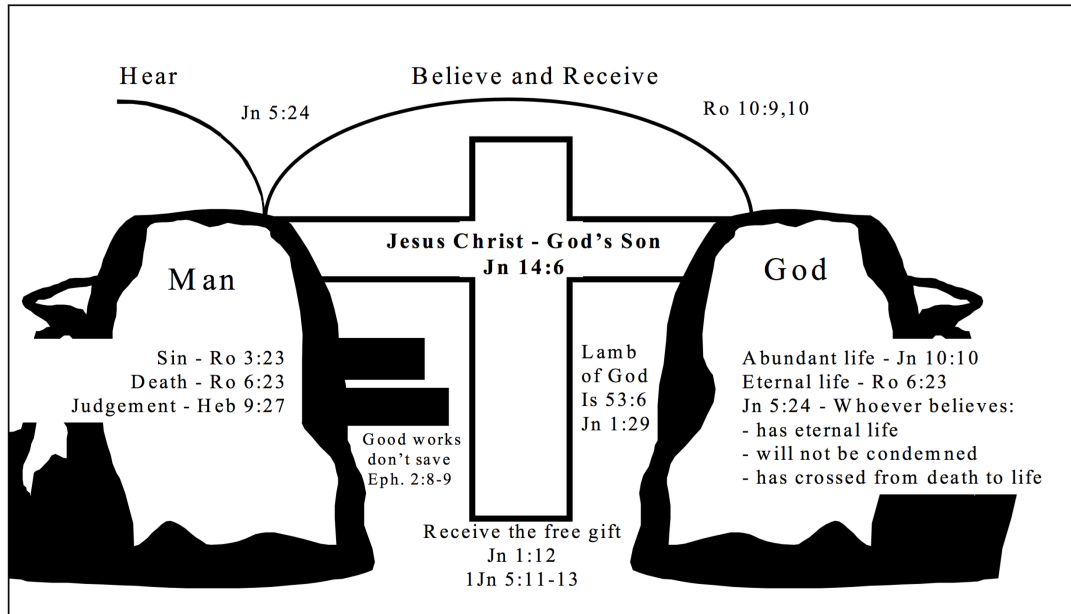 Hear
Believe and Receive
Jn 5:24
Ro 10:9,10
Jesus Christ - God's Son
Jn 14:6
Man
God
Sin - Ro 3:23
Death - Ro 6:23
Judgement - Heb 9:27
Good works
don't save
Eph. 2:8-9
Lamb
of God
Is 53:6
Jn 1:29
Abundant life - Jn 10:10
Eternal life - Ro 6:23
Jn 5:24 - Whoever believes:
- has eternal life
- will not be condemned
- has crossed from death to life
Receive the free gift
Jn 1:12
1Jn 5:11-13